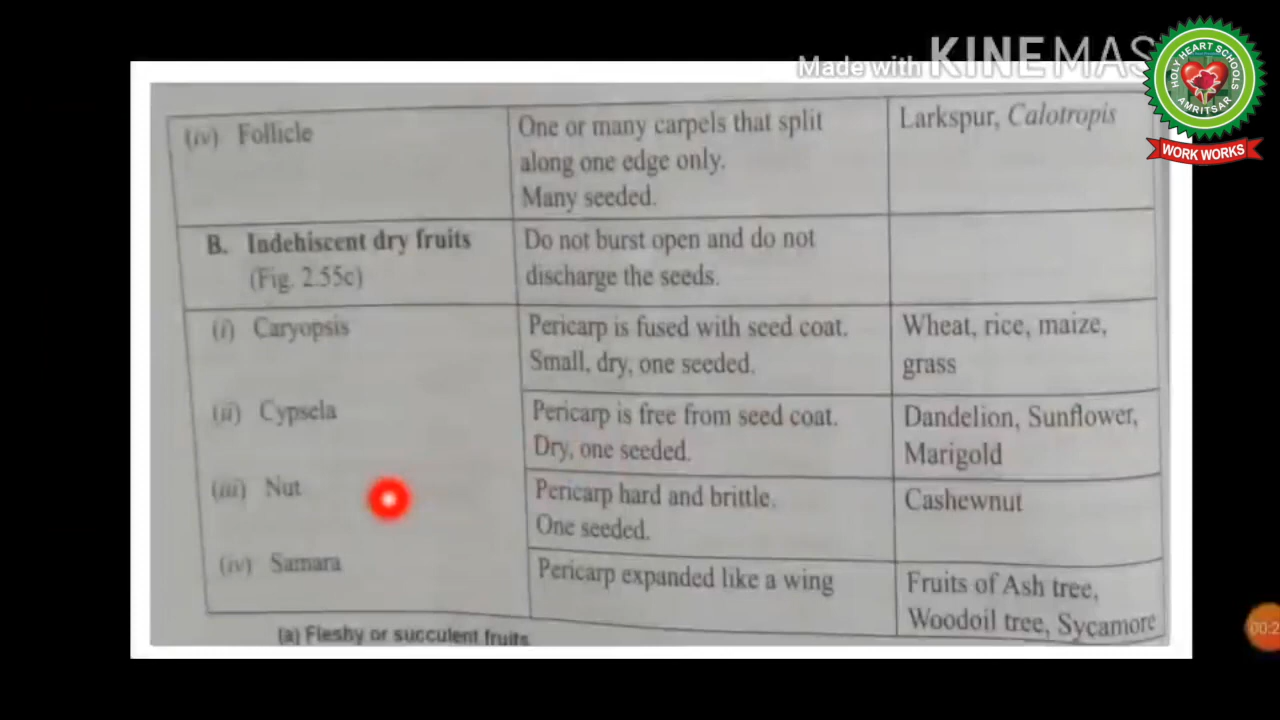 Made with KINEMAS
HOLY HEART SCHOOLS
AMRITSAR
WORK WORKS
(iv) Follicle
One or many carpels that split
along one edge only.
Many seeded.
Larkspur, Calotropis
B. Indehiscent dry fruits
(Fig. 2.55c)
Do not burst open and do not
discharge the seeds.
(i) Caryopsis
Pericarp is fused with seed coat.
Small, dry, one seeded.
Wheat, rice, maize,
grass
(ii) Cypsela
Pericarp is free from seed coat.
Dry, one seeded.
Dandelion, Sunflower,
Marigold
(iii) Nut
Pericarp hard and brittle.
One seeded.
Cashewnut
(iv) Samara
Pericarp expanded like a wing
Fruits of Ash tree,
Woodoil tree, Sycamore
(a) Fleshy or succulent fruits
00:2